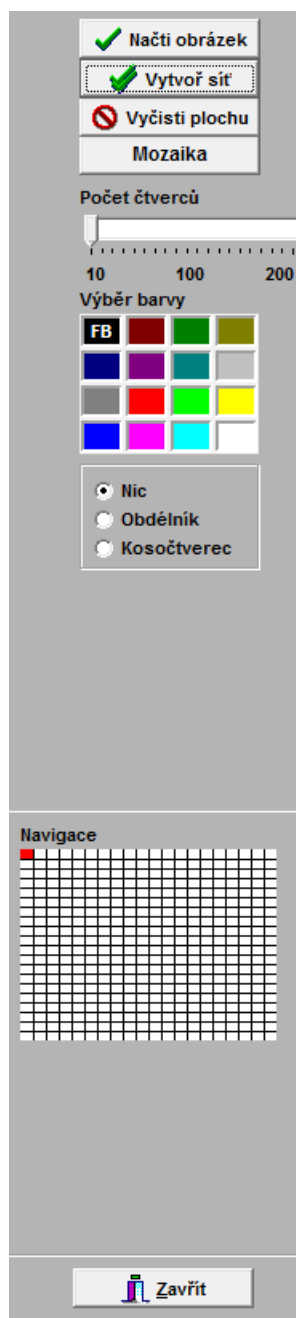 Načti obrázek
Vytvoř síť
Vyčisti plochu
Mozaika
Počet čtverců
10 100 200
Výběr barvy
FB
Nic
Obdélník
Kosočtverec
Navigace
Zavřít